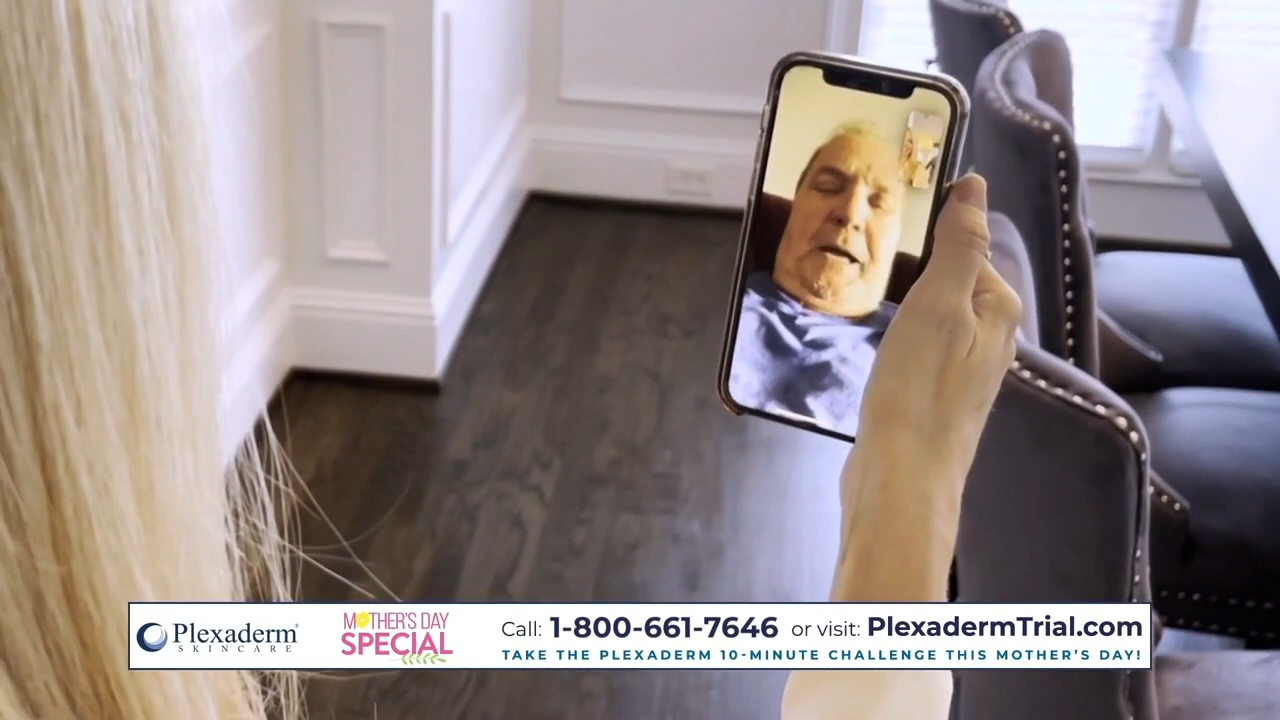 Plexaderm®
SKINCARE
MOTHER'S DAY
SPECIAL
Call: 1-800-661-7646 or visit: PlexadermTrial.com
TAKE THE PLEXADERM 10-MINUTE CHALLENGE THIS MOTHER'S DAY!